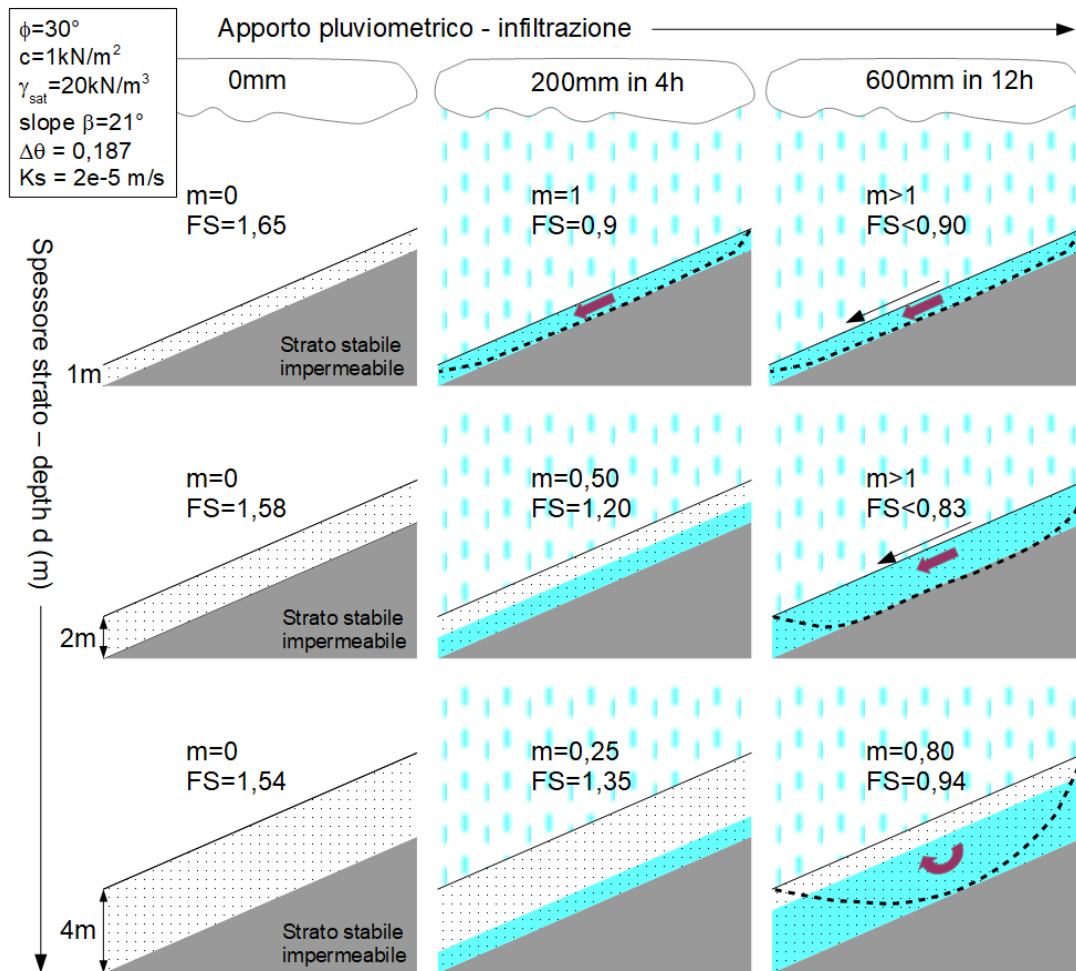 ϕ=30°
c=1kN/m²
γsat=20kN/m³
slope β=21°
Δθ = 0,187
Ks = 2e-5 m/s
Apporto pluviometrico - infiltrazione
0mm
200mm in 4h
600mm in 12h
Spessore strato – depth d (m)
m=0
FS=1,65
m=1
FS=0,9
m>1
FS<0,90
1m
Strato stabile
impermeabile
m=0
FS=1,58
m=0,50
FS=1,20
m>1
FS<0,83
2m
Strato stabile
impermeabile
m=0
FS=1,54
m=0,25
FS=1,35
m=0,80
FS=0,94
4m
Strato stabile
impermeabile